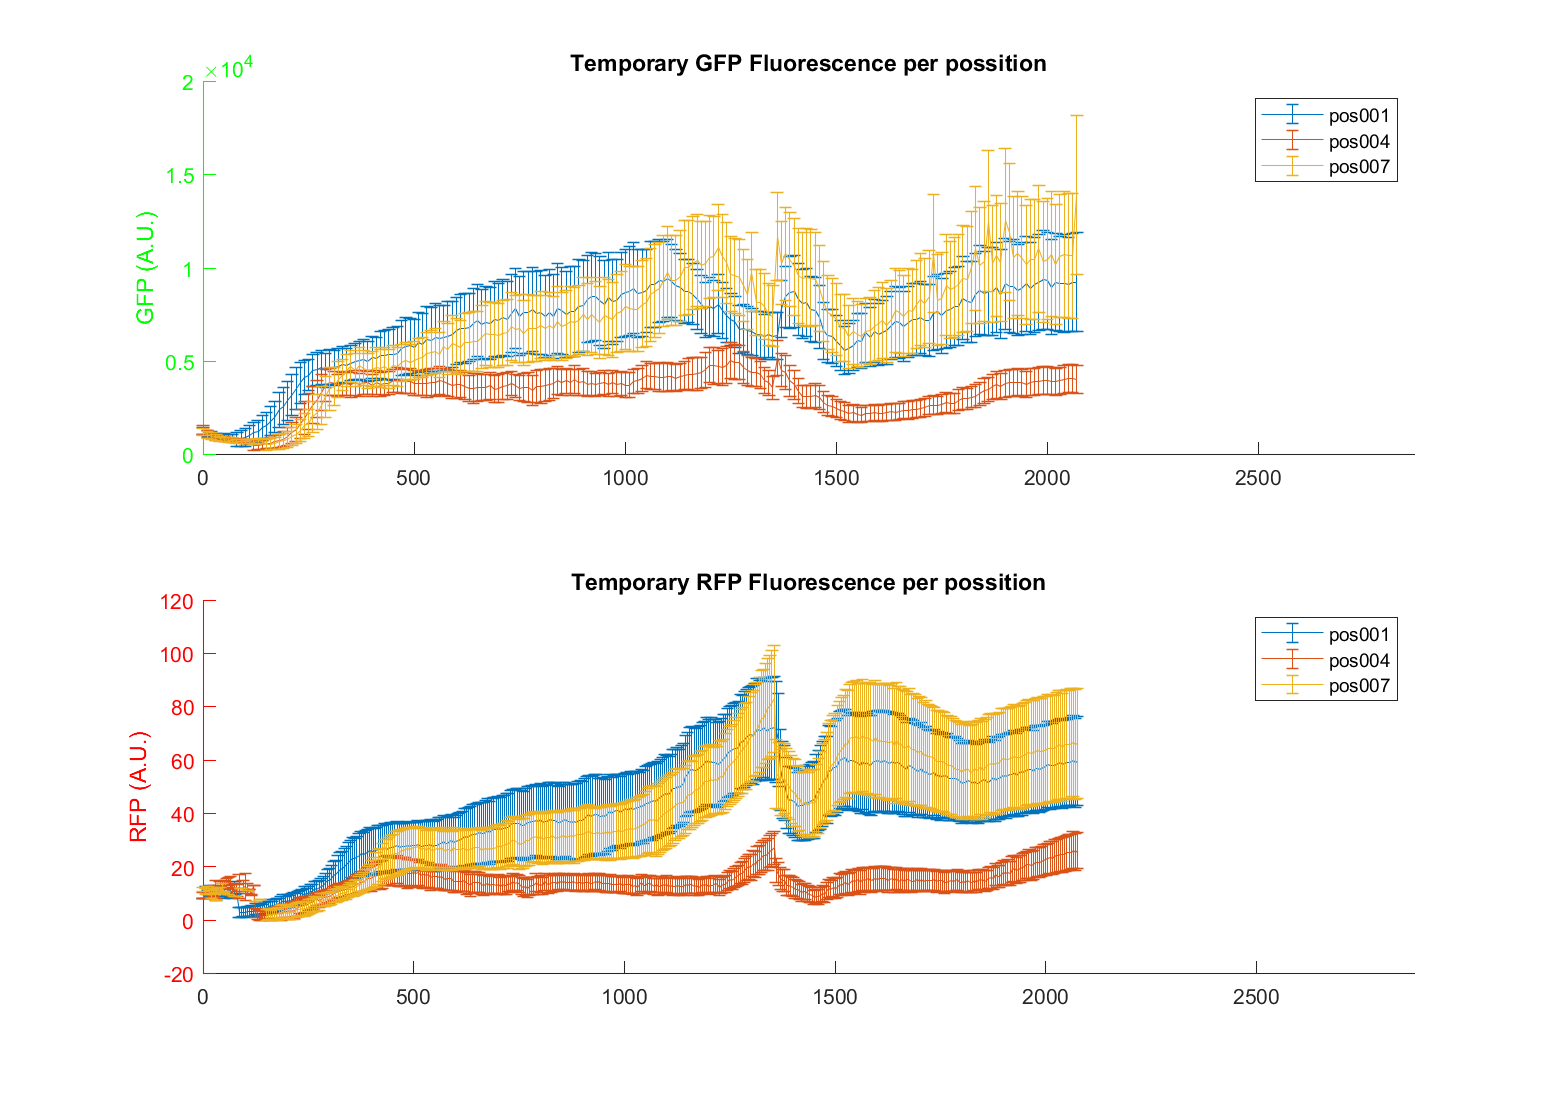 Temporary GFP Fluorescence per possition
×10^4
2
1.5
1
0.5
0
GFP (A.U.)
0 500 1000 1500 2000 2500
pos001
pos004
pos007
Temporary RFP Fluorescence per possition
120
100
80
60
40
20
0
-20
RFP (A.U.)
0 500 1000 1500 2000 2500
pos001
pos004
pos007